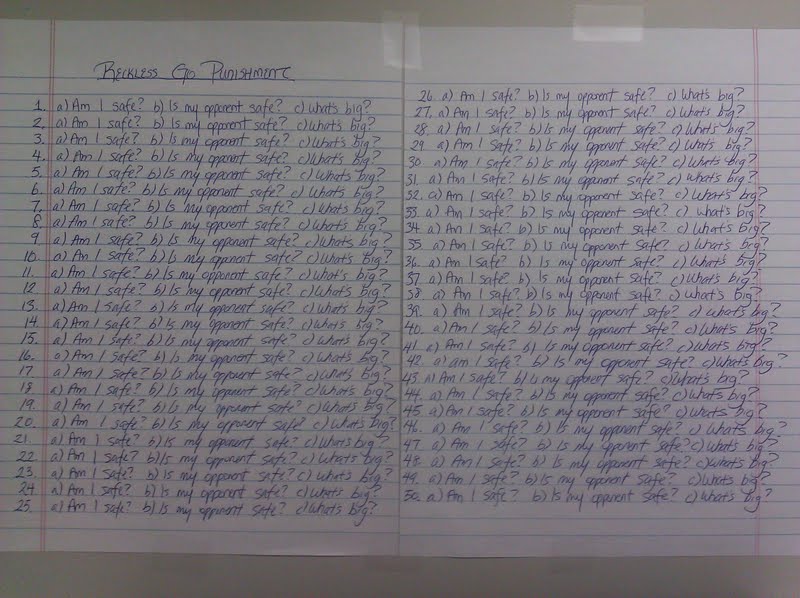 RECKLESS GO PUNISHMENT
1. a) Am I safe? b) Is my opponent safe? c) What's big?
2. a) Am I safe? b) Is my opponent safe? c) What's big?
3. a) Am I safe? b) Is my opponent safe? c) What's big?
4. a) Am I safe? b) Is my opponent safe? c) What's big?
5. a) Am I safe? b) Is my opponent safe? c) What's big?
6. a) Am I safe? b) Is my opponent safe? c) What's big?
7. a) Am I safe? b) Is my opponent safe? c) What's big?
8. a) Am I safe? b) Is my opponent safe? c) What's big?
9. a) Am I safe? b) Is my opponent safe? c) What's big?
10. a) Am I safe? b) Is my opponent safe? c) What's big?
11. a) Am I safe? b) Is my opponent safe? c) What's big?
12. a) Am I safe? b) Is my opponent safe? c) What's big?
13. a) Am I safe? b) Is my opponent safe? c) What's big?
14. a) Am I safe? b) Is my opponent safe? c) What's big?
15. a) Am I safe? b) Is my opponent safe? c) What's big?
16. a) Am I safe? b) Is my opponent safe? c) What's big?
17. a) Am I safe? b) Is my opponent safe? c) What's big?
18. a) Am I safe? b) Is my opponent safe? c) What's big?
19. a) Am I safe? b) Is my opponent safe? c) What's big?
20. a) Am I safe? b) Is my opponent safe? c) What's big?
21. a) Am I safe? b) Is my opponent safe? c) What's big?
22. a) Am I safe? b) Is my opponent safe? c) What's big?
23. a) Am I safe? b) Is my opponent safe? c) What's big?
24. a) Am I safe? b) Is my opponent safe? c) What's big?
25. a) Am I safe? b) Is my opponent safe? c) What's big?
26. a) Am I safe? b) Is my opponent safe? c) What's big?
27. a) Am I safe? b) Is my opponent safe? c) What's big?
28. a) Am I safe? b) Is my opponent safe? c) What's big?
29. a) Am I safe? b) Is my opponent safe? c) What's big?
30. a) Am I safe? b) Is my opponent safe? c) What's big?
31. a) Am I safe? b) Is my opponent safe? c) What's big?
32. a) Am I safe? b) Is my opponent safe? c) What's big?
33. a) Am I safe? b) Is my opponent safe? c) What's big?
34. a) Am I safe? b) Is my opponent safe? c) What's big?
35. a) Am I safe? b) Is my opponent safe? c) What's big?
36. a) Am I safe? b) Is my opponent safe? c) What's big?
37. a) Am I safe? b) Is my opponent safe? c) What's big?
38. a) Am I safe? b) Is my opponent safe? c) What's big?
39. a) Am I safe? b) Is my opponent safe? c) What's big?
40. a) Am I safe? b) Is my opponent safe? c) What's big?
41. a) Am I safe? b) Is my opponent safe? c) What's big?
42. a) am I safe? b) Is my opponent safe? c) What's big?
43. a) Am I safe? b) Is my opponent safe? c) What's big?
44. a) Am I safe? b) Is my opponent safe? c) What's big?
45. a) Am I safe? b) Is my opponent safe? c) What's big?
46. a) Am I safe? b) Is my opponent safe? c) What's big?
47. a) Am I safe? b) Is my opponent safe? c) What's big?
48. a) Am I safe? b) Is my opponent safe? c) What's big?
49. a) Am I safe? b) Is my opponent safe? c) What's big?
50. a) Am I safe? b) Is my opponent safe? c) What's big?